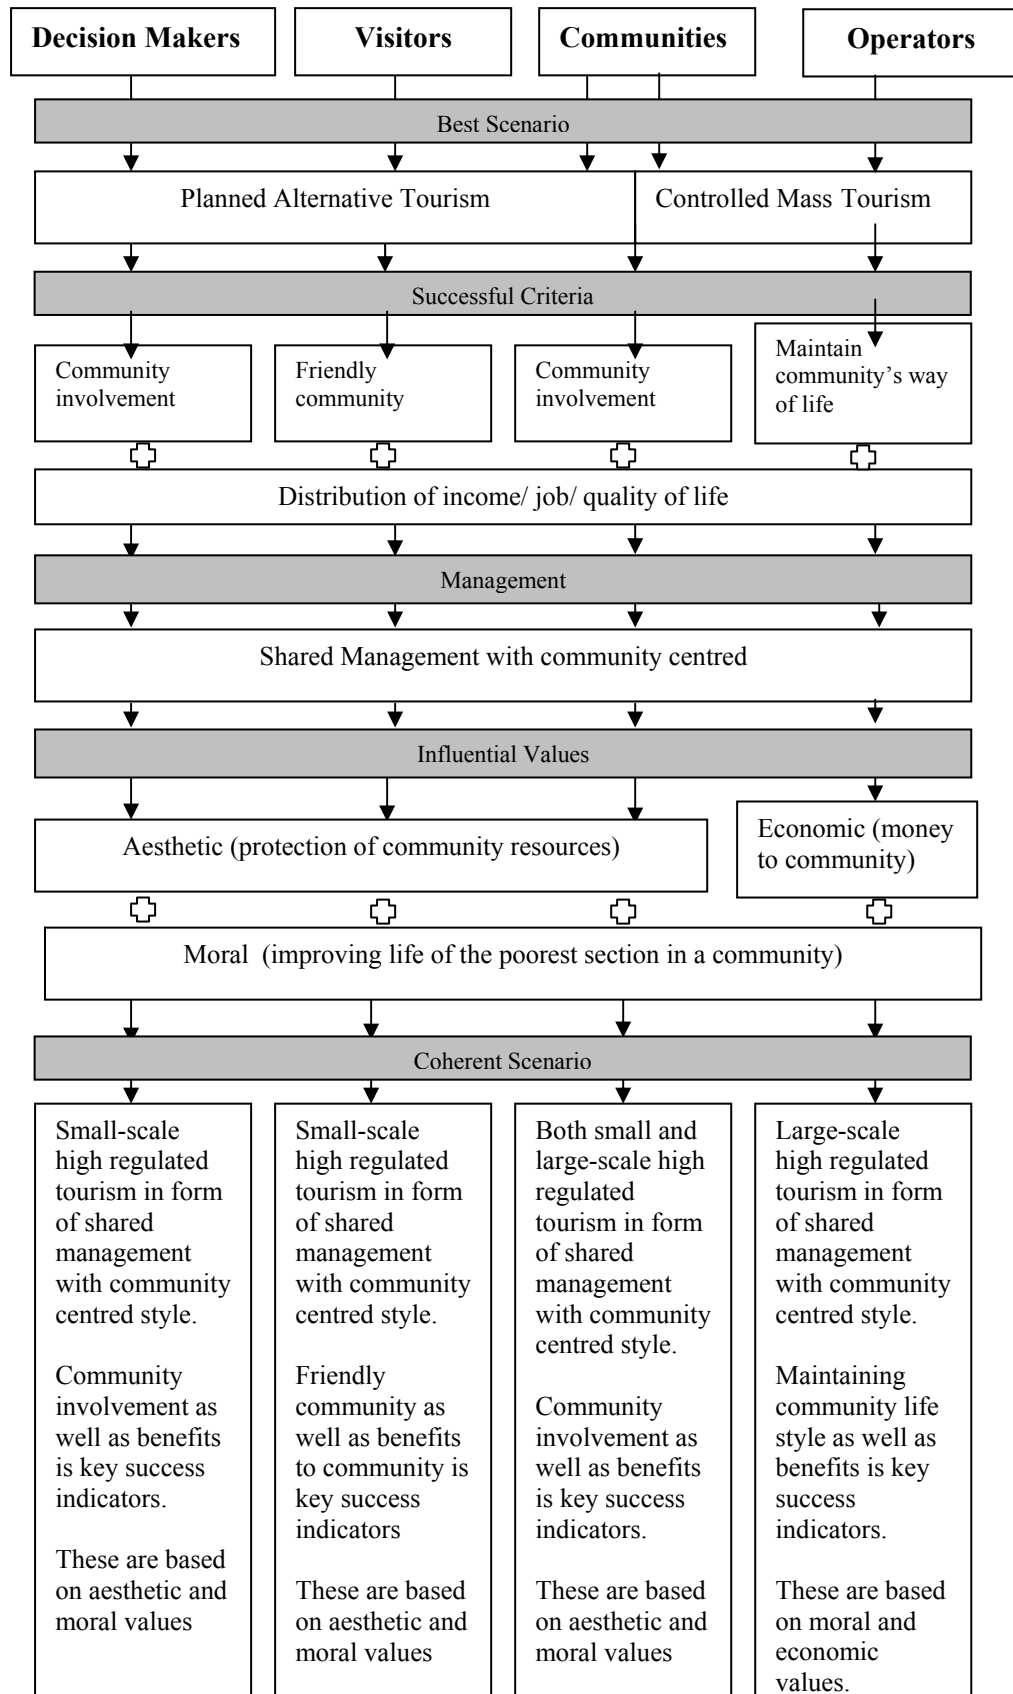 Decision Makers
Visitors
Communities
Operators
Best Scenario
Planned Alternative Tourism
Controlled Mass Tourism
Successful Criteria
Community
involvement
Friendly
community
Community
involvement
Maintain
community’s way
of life
Distribution of income/ job/ quality of life
Management
Shared Management with community centred
Influential Values
Aesthetic (protection of community resources)
Economic (money
to community)
Moral (improving life of the poorest section in a community)
Coherent Scenario
Small-scale
high regulated
tourism in form
of shared
management
with community
centred style.
Community
involvement as
well as benefits
is key success
indicators.
These are based
on aesthetic and
moral values
Small-scale
high regulated
tourism in form
of shared
management
with community
centred style.
Friendly
community as
well as benefits
to community is
key success
indicators
These are based
on aesthetic and
moral values
Both small and
large-scale high
regulated
tourism in form
of shared
management
with community
centred style.
Community
involvement as
well as benefits
is key success
indicators.
These are based
on aesthetic and
moral values
Large-scale
high regulated
tourism in form
of shared
management
with community
centred style.
Maintaining
community life
style as well as
benefits is key
success
indicators.
These are based
on moral and
economic
values.